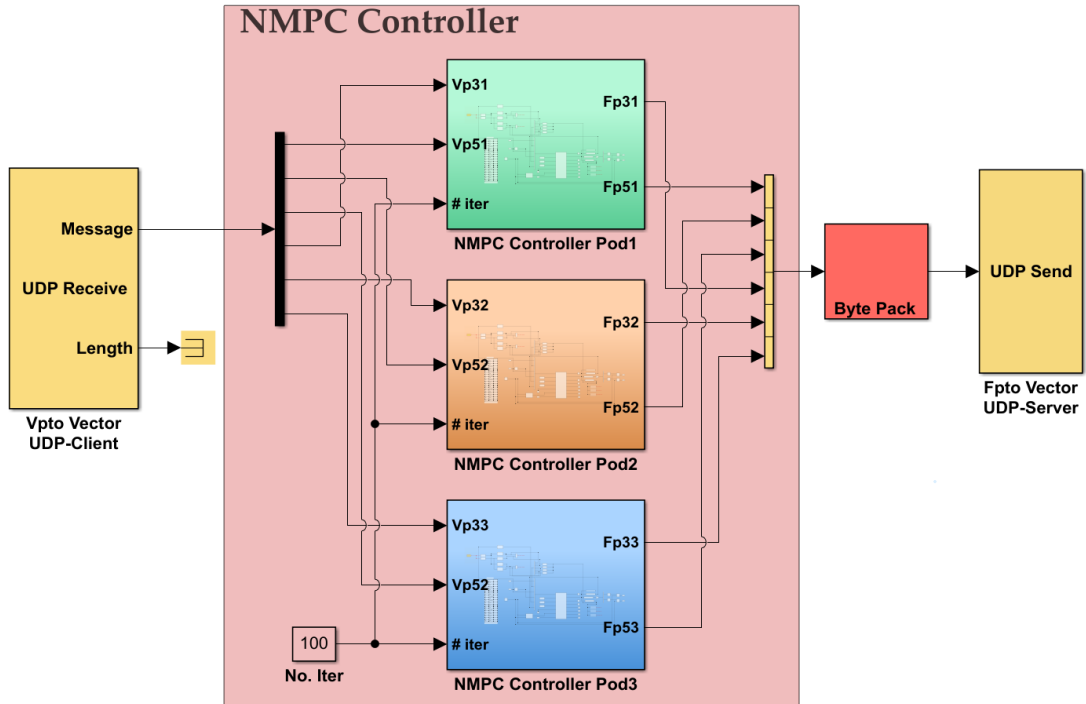 NMPC Controller
Message
UDP Receive
Length
Vpto Vector
UDP-Client
Vp31
Vp51
# iter
Fp31
Fp51
NMPC Controller Pod1
Vp32
Vp52
# iter
Fp32
Fp52
NMPC Controller Pod2
Vp33
Vp52
# iter
Fp33
Fp53
NMPC Controller Pod3
100
No. Iter
Byte Pack
UDP Send
Fpto Vector
UDP-Server